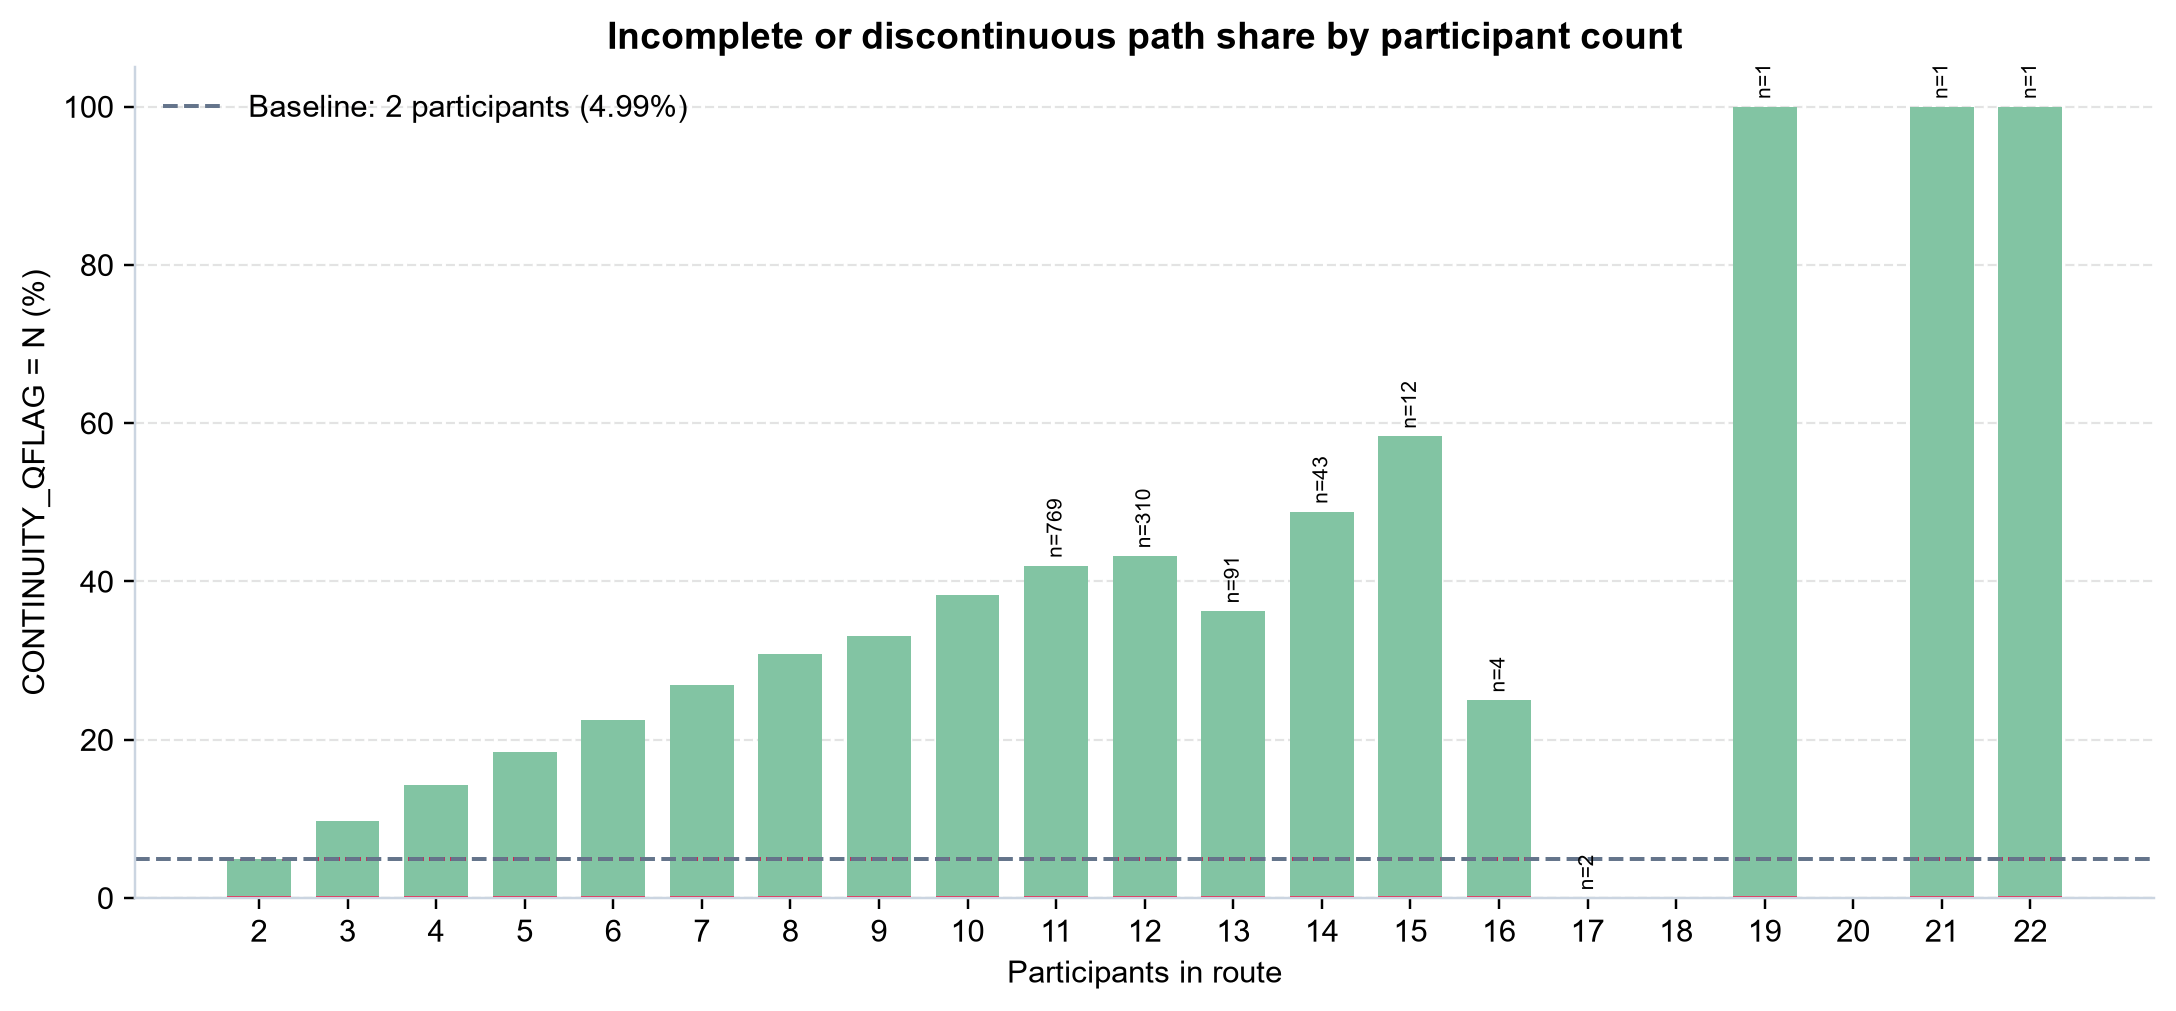 Incomplete or discontinuous path share by participant count
Baseline: 2 participants (4.99%)
CONTINUITY_QFLAG = N (%)
100
80
60
40
20
0
n=769
n=310
n=91
n=43
n=12
n=4
n=2
n=1
n=1
n=1
2 3 4 5 6 7 8 9 10 11 12 13 14 15 16 17 18 19 20 21 22
Participants in route